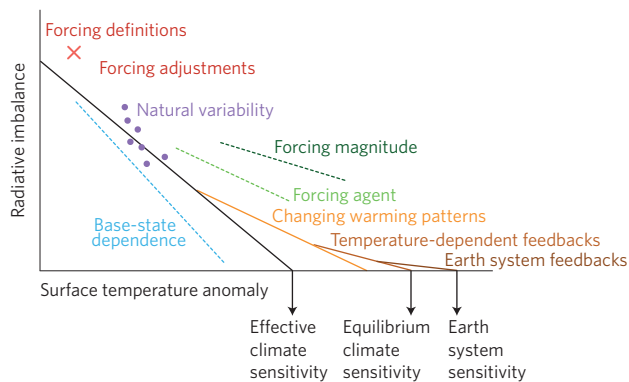 Forcing definitions
Forcing adjustments
Natural variability
Forcing magnitude
Forcing agent
Changing warming patterns
Base-state
dependence
Temperature-dependent feedbacks
Earth system feedbacks
Radiative imbalance
Surface temperature anomaly
Effective
climate
sensitivity
Equilibrium
climate
sensitivity
Earth
system
sensitivity